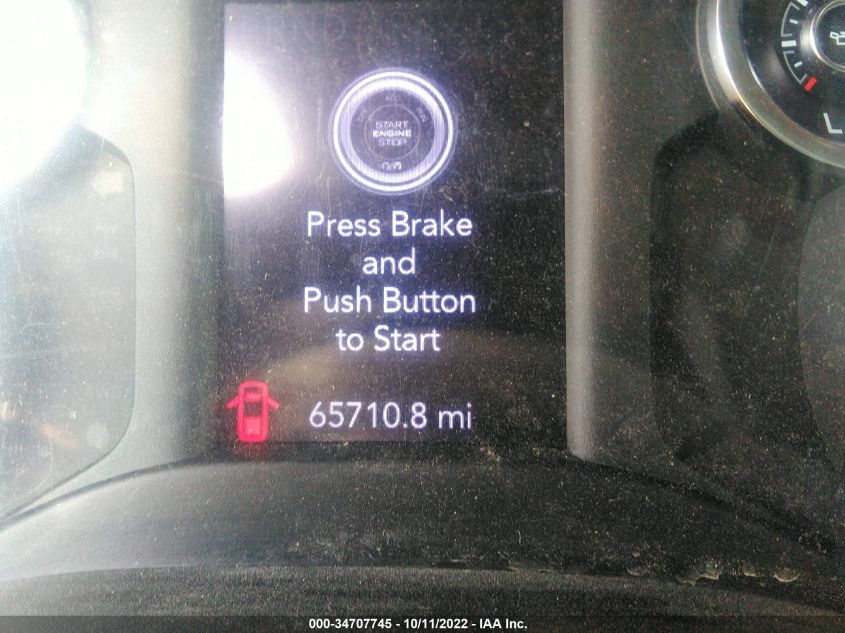 START
ENGINE
STOP
Press Brake
and
Push Button
to Start
65710.8 mi
L
000-34707745 - 10/11/2022 - IAA Inc.